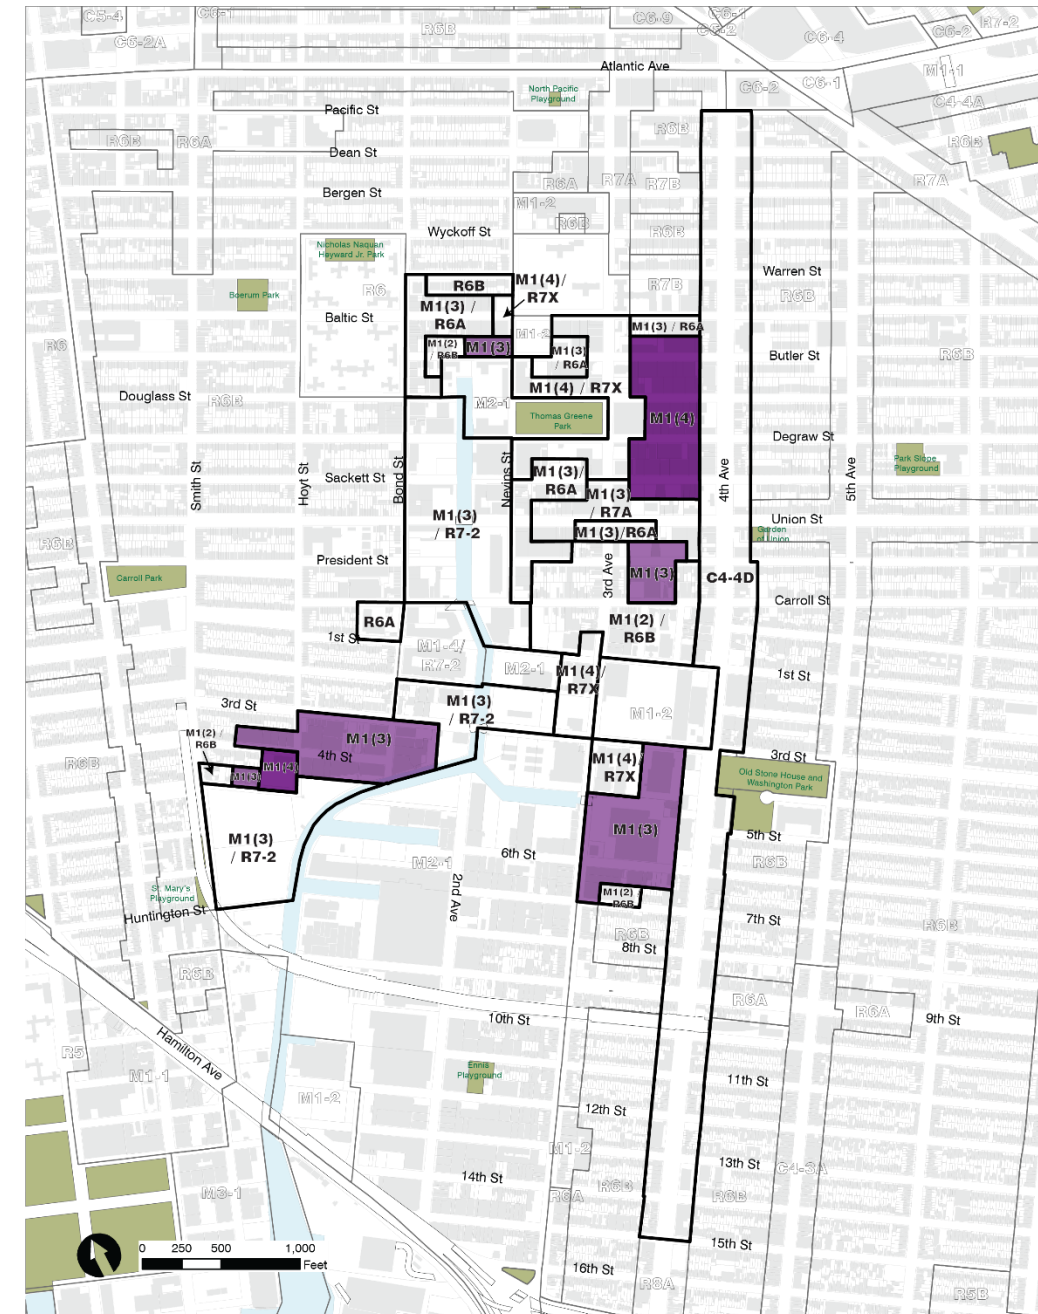 C5-4
C6-1
C6-2A
R6B
C6-9
C6-1
C6-2
C6-4
C6-2
R7-2
Atlantic Ave
M1-1
C6-2
C6-1
C4-4A
North Pacific
Playground
Pacific St
R6B
R6A
R6B
R6B
Dean St
Bergen St
R6A
R7A
R7B
R7A
M1-2
R6B
R6B
Wyckoff St
Nicholas Naquan
Hayward Jr. Park
R6
Warren St
R7B
R6B
Boerum Park
R6B
M1(4)/
R7X
M1(3) /
R6A
Baltic St
M1-2
M1(3) / R6A
R6
M1(2)
/ R6B
M1(3)
M1(3)
/ R6A
Butler St
R6B
Douglass St
R6B
M2-1
M1(4) / R7X
Thomas Greene
Park
M1(4)
Degraw St
Park Slope
Playground
Smith St
Hoyt St
Bond St
Nevins St
4th Ave
5th Ave
Sackett St
M1(3)/
R6A
M1(3)
/ R7-2
M1(3)
/ R7A
Union St
Garden
of Union
M1(3)/R6A
R6B
President St
3rd Ave
M1(3)
C4-4D
Carroll Park
Carroll St
R6A
1st St
M1(2) /
R6B
M1-4/
R7-2
M2-1
M1(4)/
R7X
1st St
3rd St
M1(3)
/ R7-2
M1-2
M1(2) /
R6B
M1(3)
4th St
3rd St
R6B
M1(3)
M1(4)
M1(4)/
R7X
Old Stone House and
Washington Park
M1(3)
/ R7-2
M1(3)
5th St
M2-1
6th St
R6B
St. Mary's
Playground
2nd Ave
M1(2) /
R6B
Huntington St
7th St
R6B
R6B
8th St
R6B
R6A
R6A
10th St
9th St
Hamilton Ave
R5
M1-1
Ennis
Playground
11th St
M1-2
12th St
M1-2
14th St
13th St
C4-3A
M3-1
R6A
R6B
R6B
15th St
0 250 500 1,000
Feet
16th St
R8A
R5B